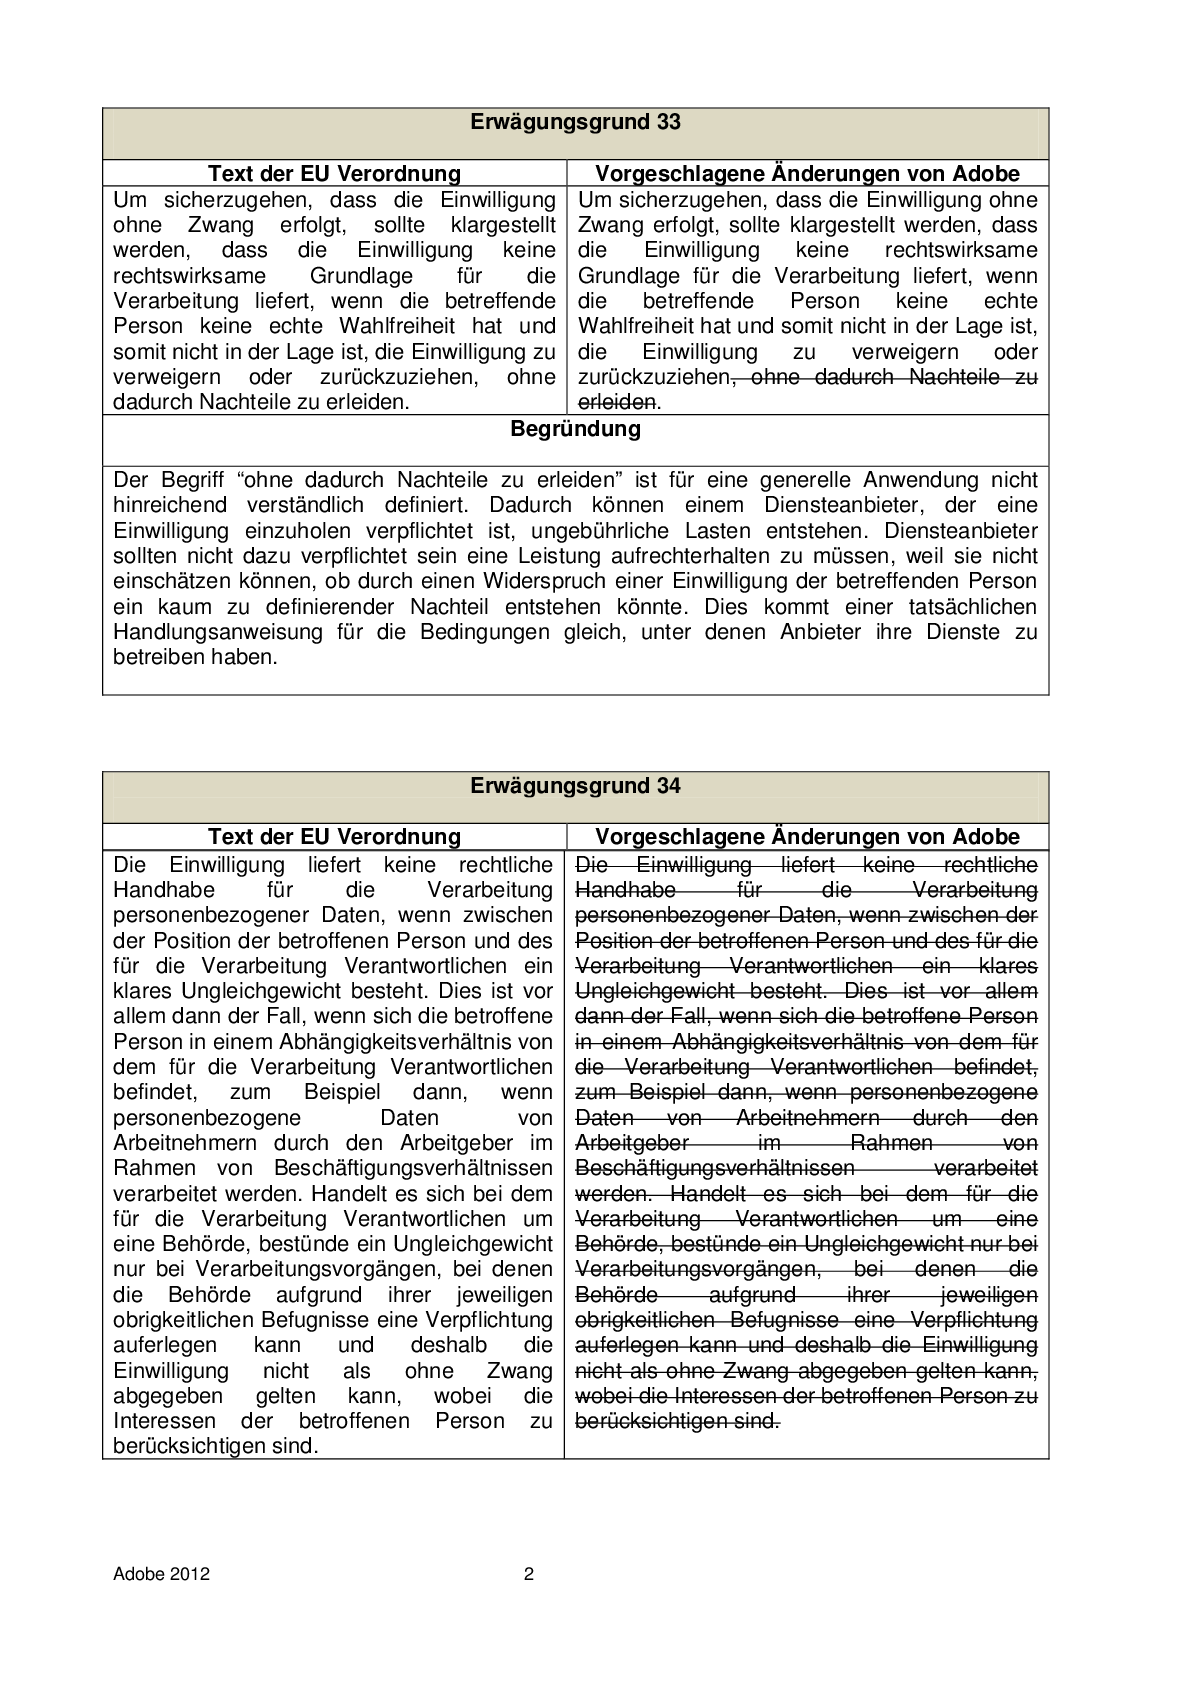 Erwägungsgrund 33
Text der EU Verordnung
Um sicherzugehen, dass die Einwilligung
ohne Zwang erfolgt, sollte klargestellt
werden, dass die Einwilligung keine
rechtswirksame Grundlage für die
Verarbeitung liefert, wenn die betreffende
Person keine echte Wahlfreiheit hat und
somit nicht in der Lage ist, die Einwilligung zu
verweigern oder zurückzuziehen, ohne
dadurch Nachteile zu erleiden.
Vorgeschlagene Änderungen von Adobe
Um sicherzugehen, dass die Einwilligung ohne
Zwang erfolgt, sollte klargestellt werden, dass
die Einwilligung keine rechtswirksame
Grundlage für die Verarbeitung liefert, wenn
die betreffende Person keine echte
Wahlfreiheit hat und somit nicht in der Lage ist,
die Einwilligung zu verweigern oder
zurückzuziehen, ohne dadurch Nachteile zu
erleiden.
Begründung
Der Begriff “ohne dadurch Nachteile zu erleiden” ist für eine generelle Anwendung nicht
hinreichend verständlich definiert. Dadurch können einem Diensteanbieter, der eine
Einwilligung einzuholen verpflichtet ist, ungebührliche Lasten entstehen. Diensteanbieter
sollten nicht dazu verpflichtet sein eine Leistung aufrechterhalten zu müssen, weil sie nicht
einschätzen können, ob durch einen Widerspruch einer Einwilligung der betreffenden Person
ein kaum zu definierender Nachteil entstehen könnte. Dies kommt einer tatsächlichen
Handlungsanweisung für die Bedingungen gleich, unter denen Anbieter ihre Dienste zu
betreiben haben.
Erwägungsgrund 34
Text der EU Verordnung
Die Einwilligung liefert keine rechtliche
Handhabe für die Verarbeitung
personenbezogener Daten, wenn zwischen
der Position der betroffenen Person und des
für die Verarbeitung Verantwortlichen ein
klares Ungleichgewicht besteht. Dies ist vor
allem dann der Fall, wenn sich die betroffene
Person in einem Abhängigkeitsverhältnis von
dem für die Verarbeitung Verantwortlichen
befindet, zum Beispiel dann, wenn
personenbezogene Daten von
Arbeitnehmern durch den Arbeitgeber im
Rahmen von Beschäftigungsverhältnissen
verarbeitet werden. Handelt es sich bei dem
für die Verarbeitung Verantwortlichen um
eine Behörde, bestünde ein Ungleichgewicht
nur bei Verarbeitungsvorgängen, bei denen
die Behörde aufgrund ihrer jeweiligen
obrigkeitlichen Befugnisse eine Verpflichtung
auferlegen kann und deshalb die
Einwilligung nicht als ohne Zwang
abgegeben gelten kann, wobei die
Interessen der betroffenen Person zu
berücksichtigen sind.
Vorgeschlagene Änderungen von Adobe
Die Einwilligung liefert keine rechtliche
Handhabe für die Verarbeitung
personenbezogener Daten, wenn zwischen der
Position der betroffenen Person und des für die
Verarbeitung Verantwortlichen ein klares
Ungleichgewicht besteht. Dies ist vor allem
dann der Fall, wenn sich die betroffene Person
in einem Abhängigkeitsverhältnis von dem für
die Verarbeitung Verantwortlichen befindet,
zum Beispiel dann, wenn personenbezogene
Daten von Arbeitnehmern durch den
Arbeitgeber im Rahmen von
Beschäftigungsverhältnissen verarbeitet
werden. Handelt es sich bei dem für die
Verarbeitung Verantwortlichen um eine
Behörde, bestünde ein Ungleichgewicht nur bei
Verarbeitungsvorgängen, bei denen die
Behörde aufgrund ihrer jeweiligen
obrigkeitlichen Befugnisse eine Verpflichtung
auferlegen kann und deshalb die Einwilligung
nicht als ohne Zwang abgegeben gelten kann,
wobei die Interessen der betroffenen Person zu
berücksichtigen sind.
Adobe 2012
2